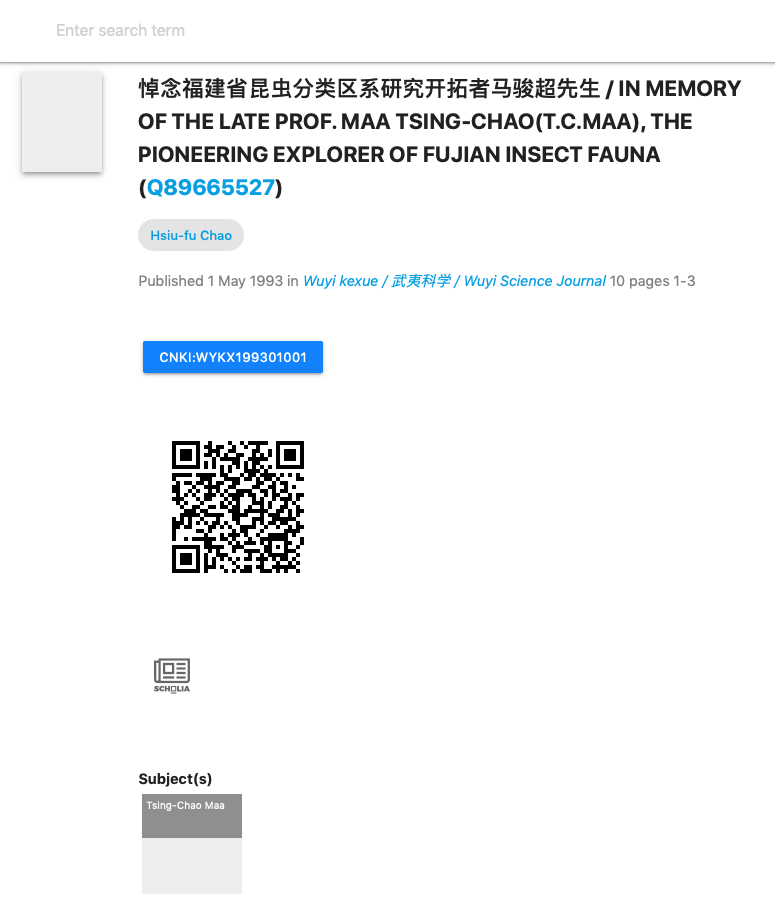 Enter search term
悼念福建省昆虫分类区系研究开拓者马骏超先生 / IN MEMORY
OF THE LATE PROF. MAA TSING-CHAO(T.C.MAA), THE
PIONEERING EXPLORER OF FUJIAN INSECT FAUNA
(Q89665527)
Hsiu-fu Chao
Published 1 May 1993 in Wuyi kexue / 武夷科学 / Wuyi Science Journal 10 pages 1-3
CNKI:WYKX199301001
SCHOLIA
Subject(s)
Tsing-Chao Maa